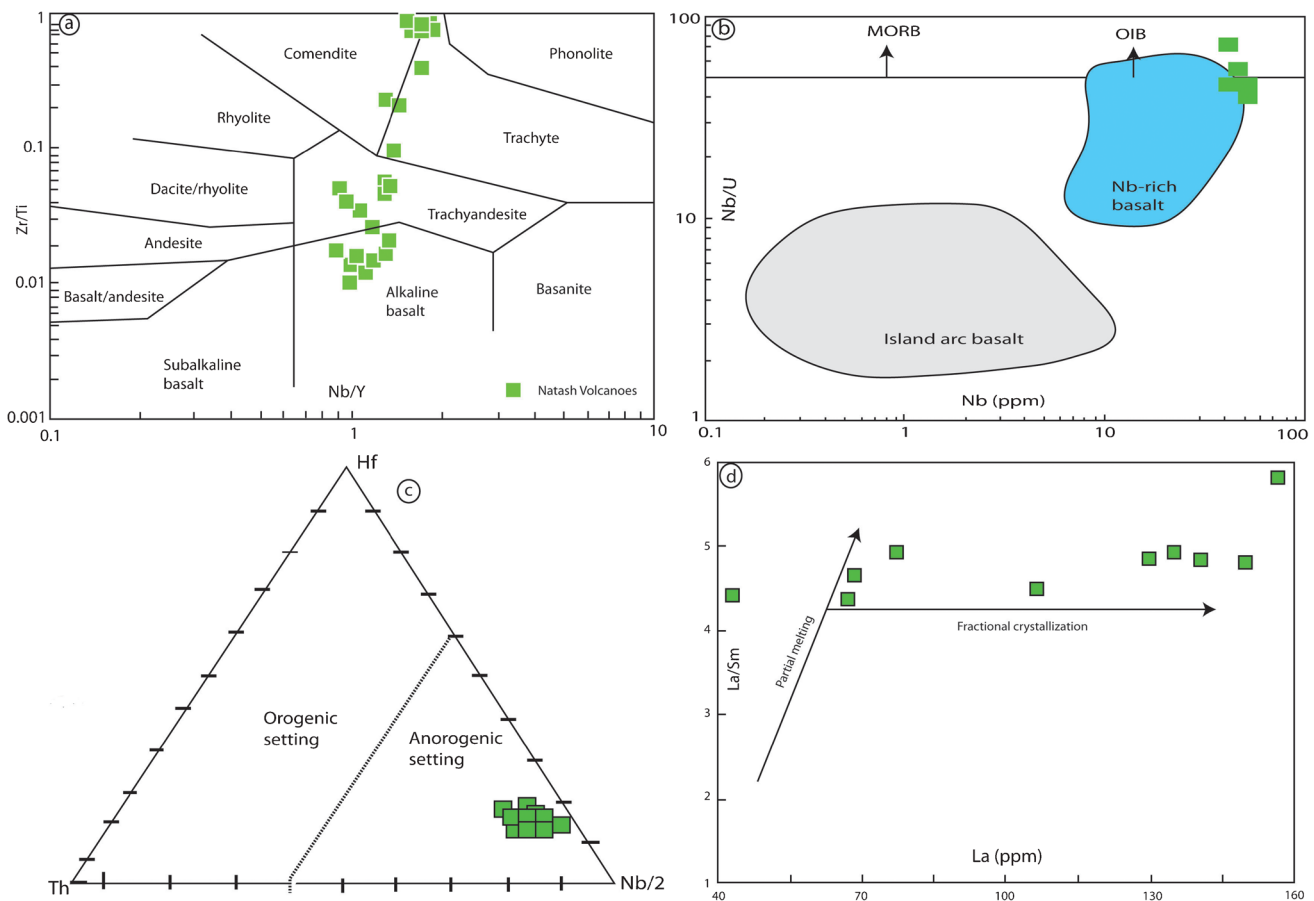 a
1
0.1
0.01
0.001
0.1
1
10
Zr/Ti
Nb/Y
Comendite
Phonolite
Rhyolite
Trachyte
Dacite/rhyolite
Trachyandesite
Andesite
Basalt/andesite
Alkaline
basalt
Basanite
Subalkaline
basalt
Natash Volcanoes
b
100
10
1
0.1
1
10
100
Nb/U
Nb (ppm)
MORB
OIB
Nb-rich
basalt
Island arc basalt
c
Hf
Orogenic
setting
Anorogenic
setting
Th
Nb/2
d
6
5
4
3
2
1
40
70
100
130
160
La/Sm
La (ppm)
Partial melting
Fractional crystallization